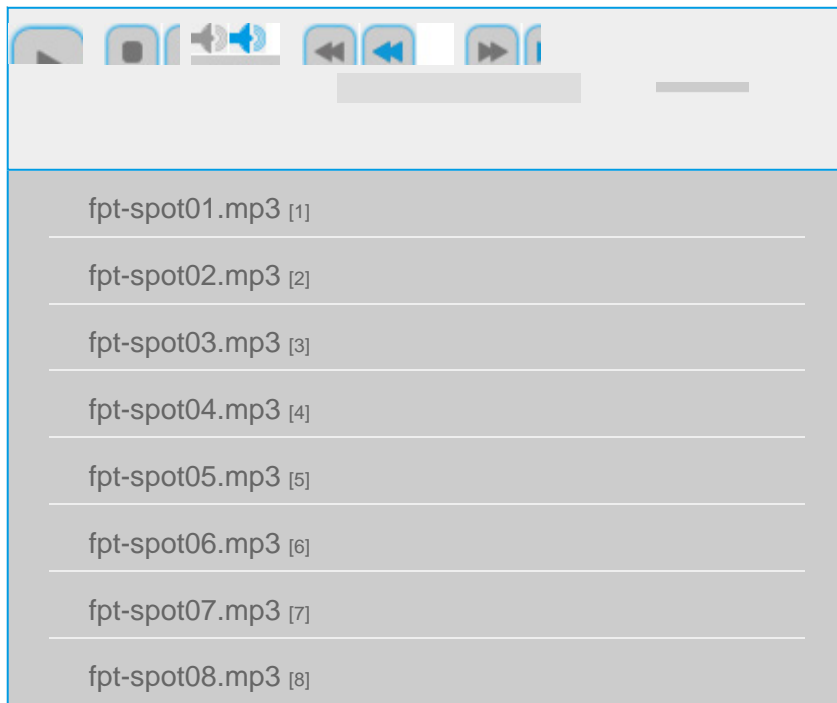 fpt-spot01.mp3 [1]
fpt-spot02.mp3 [2]
fpt-spot03.mp3 [3]
fpt-spot04.mp3 [4]
fpt-spot05.mp3 [5]
fpt-spot06.mp3 [6]
fpt-spot07.mp3 [7]
fpt-spot08.mp3 [8]